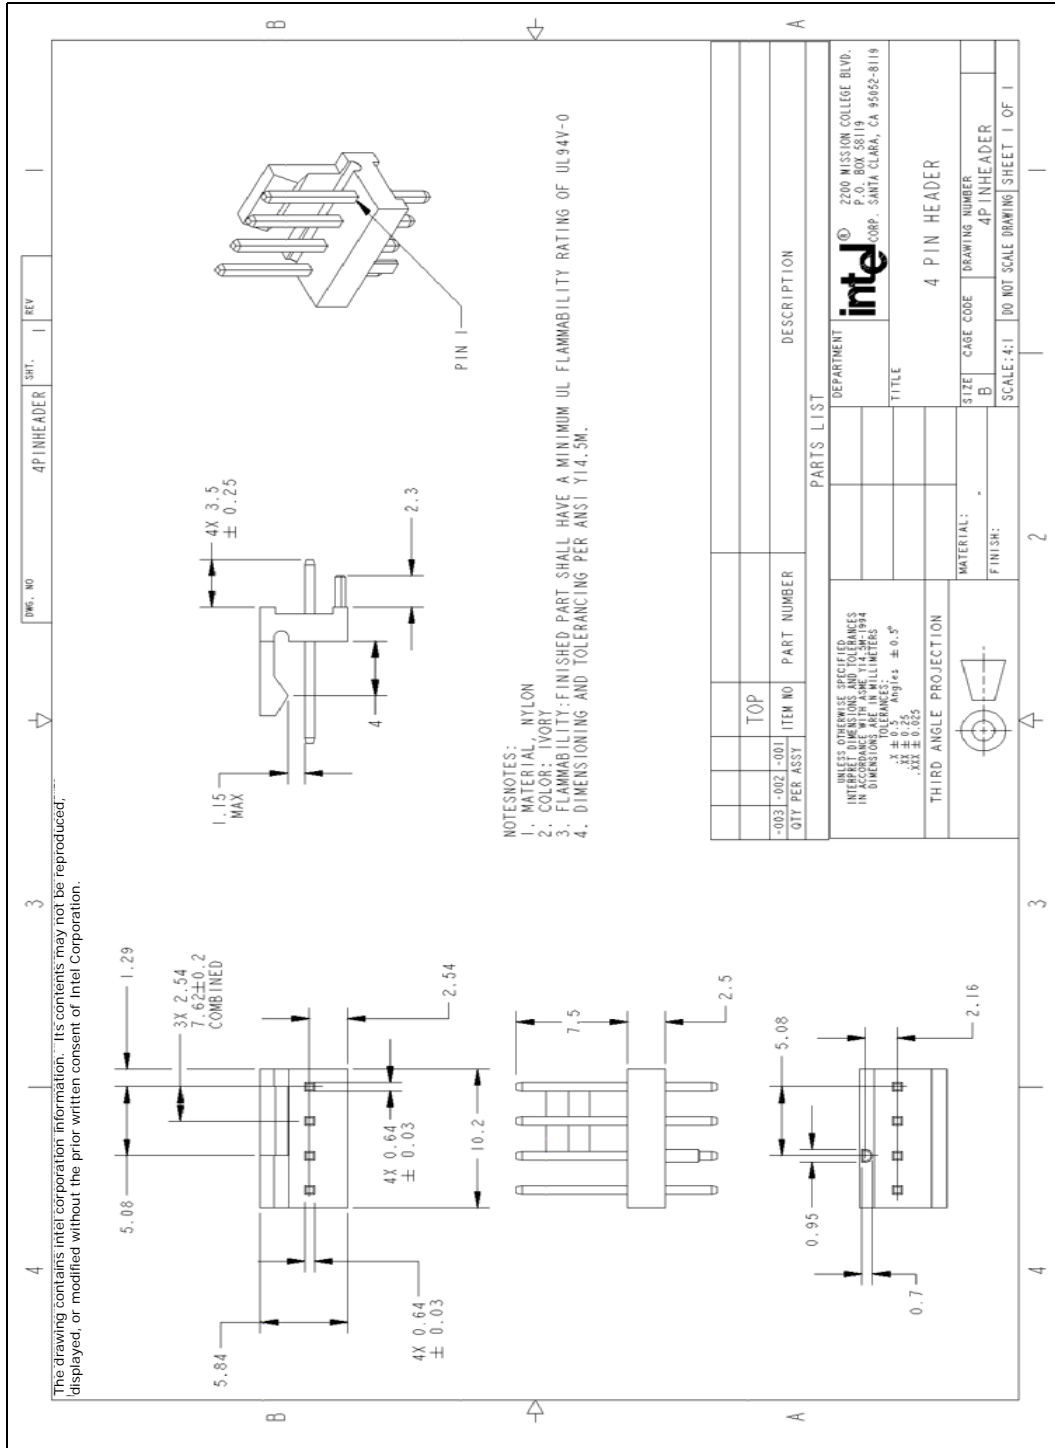 The drawing contains intel corporation information. Its contents may not be reproduced,
displayed, or modified without the prior written consent of Intel Corporation.
4
3
DWG. NO
4PINHEADER
SHT.
1
REV
1
B
B
5.08
1.29
3X 2.54
7.62±0.2
COMBINED
2.54
5.84
4X 0.64
± 0.03
4X 0.64
± 0.03
10.2
7.5
2.5
5.08
2.16
0.95
0.7
1.15
MAX
4
4X 3.5
± 0.25
2.3
PIN 1
NOTESNOTES:
1. MATERIAL, NYLON
2. COLOR: IVORY
3. FLAMMABILITY:FINISHED PART SHALL HAVE A MINIMUM UL FLAMMABILITY RATING OF UL94V-0
4. DIMENSIONING AND TOLERANCING PER ANSI Y14.5M.
TOP
-003 -002 -001
QTY PER ASSY
ITEM NO
PART NUMBER
DESCRIPTION
PARTS LIST
UNLESS OTHERWISE SPECIFIED
INTERPRET DIMENSIONS AND TOLERANCES
IN ACCORDANCE WITH ASME Y14.5M-1994
DIMENSIONS ARE IN MILLIMETERS
TOLERANCES:
.X ± 0.5 Angles ± 0.5°
.XX ± 0.25
.XXX ± 0.025
THIRD ANGLE PROJECTION
MATERIAL:
-
FINISH:
DEPARTMENT
intel®
CORP.
2200 MISSION COLLEGE BLVD.
P.O. BOX 58119
SANTA CLARA, CA 95052-8119
TITLE
4 PIN HEADER
SIZE
B
CAGE CODE
DRAWING NUMBER
4PINHEADER
SCALE:4:1
DO NOT SCALE DRAWING
SHEET 1 OF 1
A
A
4
3
2